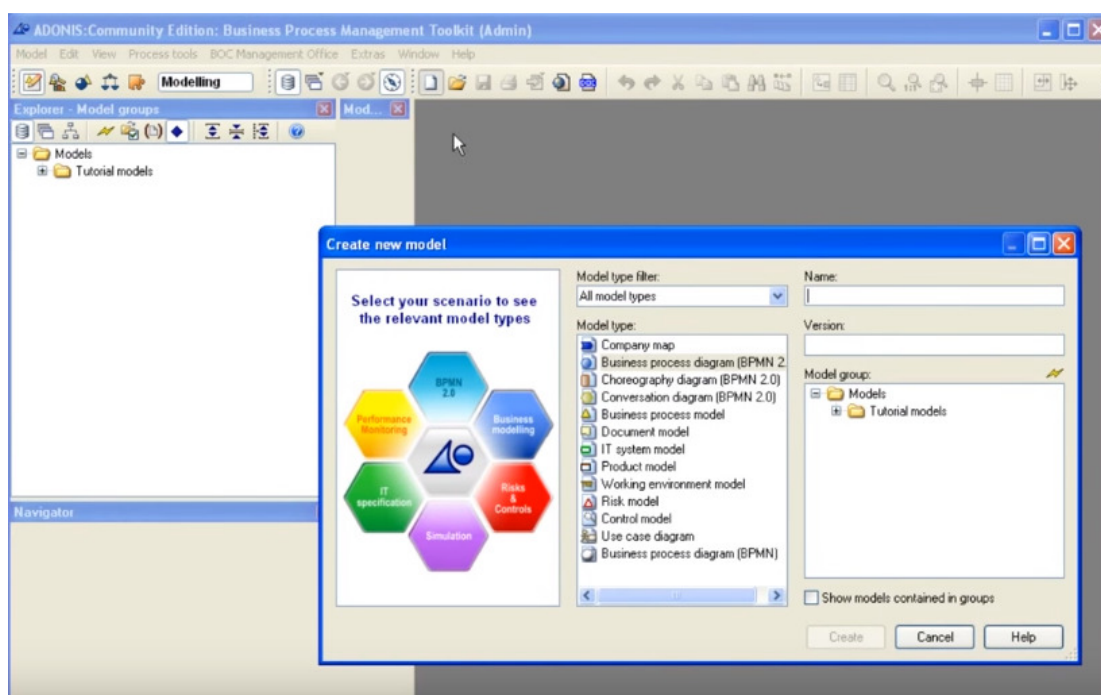 ADONIS:Community Edition: Business Process Management Toolkit (Admin)
Model Edit View Process tools BOC Management Office Extras Window Help
Modelling
Explorer - Model groups
Mod...
Models
Tutorial models
Navigator
Create new model
Select your scenario to see
the relevant model types
BPMN
2.0
Performance
Monitoring
Business
modelling
IT
specification
Risks
&
Controls
Simulation
Model type filter:
All model types
Model type:
Company map
Business process diagram (BPMN 2
Choreography diagram (BPMN 2.0)
Conversation diagram (BPMN 2.0)
Business process model
Document model
IT system model
Product model
Working environment model
Risk model
Control model
Use case diagram
Business process diagram (BPMN)
Name:
Version:
Model group:
Models
Tutorial models
Show models contained in groups
Create Cancel Help